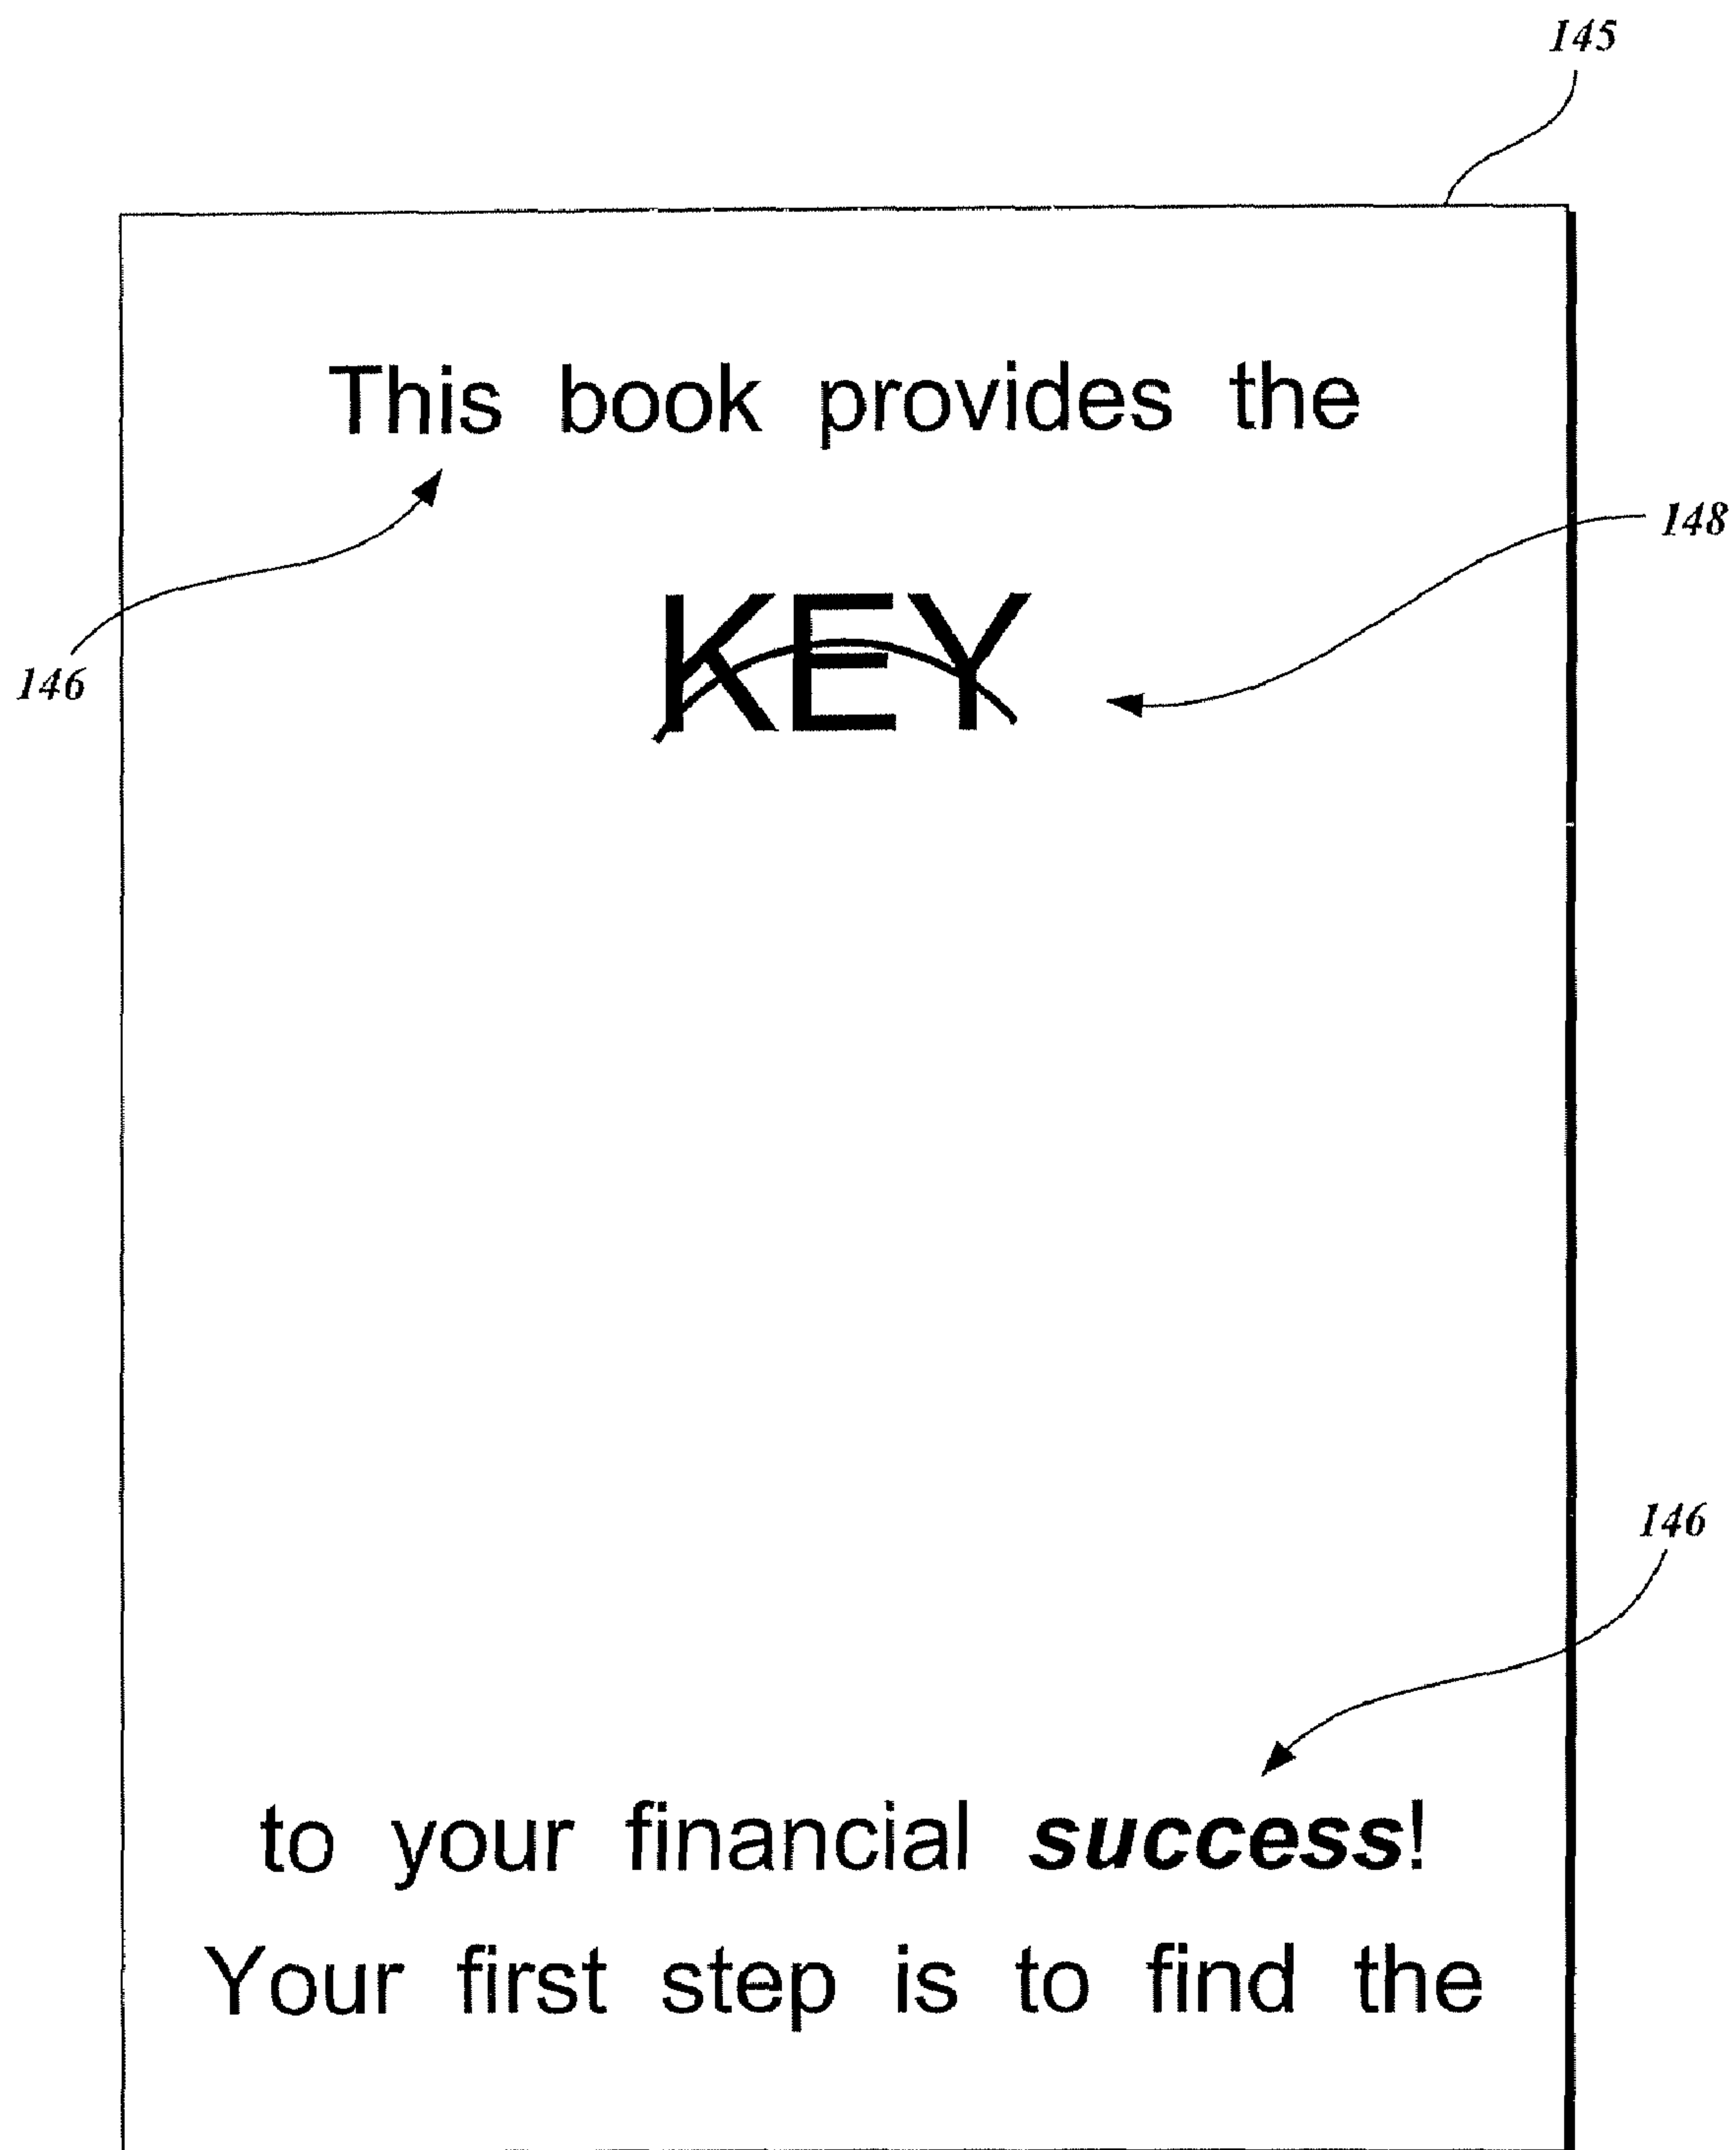 145
This book provides the
148
KEY
146
146
to your financial success!
Your first step is to find the